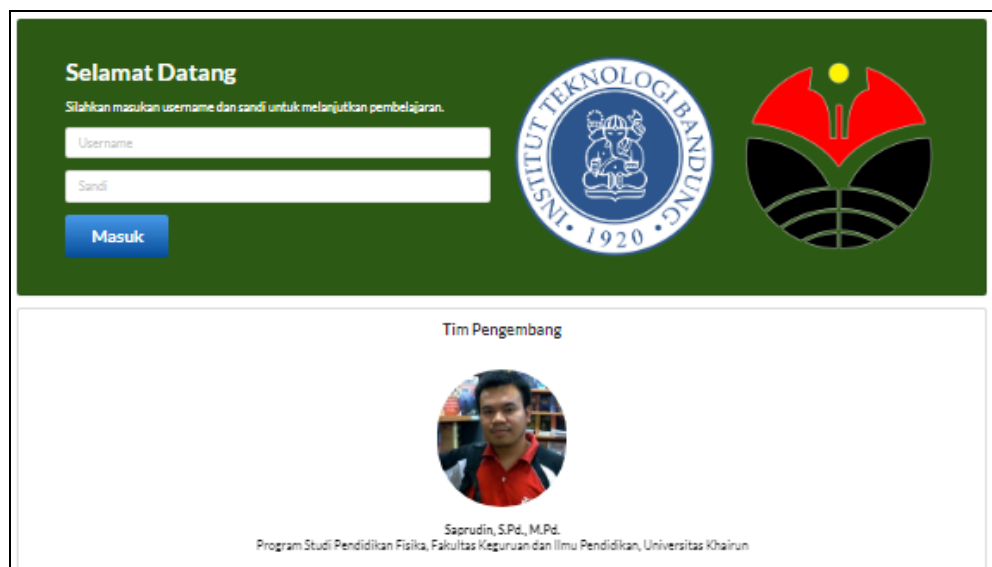 Selamat Datang
Silahkan masukan username dan sandi untuk melanjutkan pembelajaran.
Username
Sandi
Masuk
INSTITUT TEKNOLOGI BANDUNG
1920
Tim Pengembang
Saprudin, S.Pd., M.Pd.
Program Studi Pendidikan Fisika, Fakultas Keguruan dan Ilmu Pendidikan, Universitas Khairun